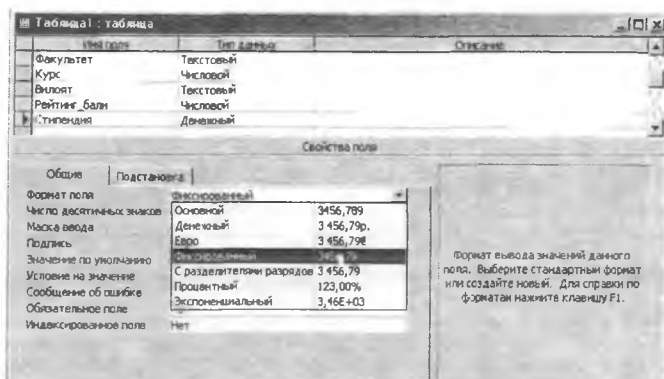 Таблица1 : таблица
Имя поля Тип данных Описание
Факультет Текстовый
Курс Числовой
Вилоят Текстовый
Рейтинг_бали Числовой
Стипендия Денежный
Свойства поля
Общие Подстановка
Формат поля Фиксированный
Число десятичных знаков Основной 3456,789
Маска ввода Денежный 3 456,79р.
Подпись Евро 3 456,79€
Значение по умолчанию Фиксированный 3456,79
Условие на значение С разделителями разрядов 3 456,79
Сообщение об ошибке Процентный 123,00%
Обязательное поле Экспоненциальный 3,46E+03
Индексированное поле Нет
Формат вывода значений данного
поля. Выберите стандартный формат
или создайте новый. Для справки по
форматам нажмите клавишу F1.